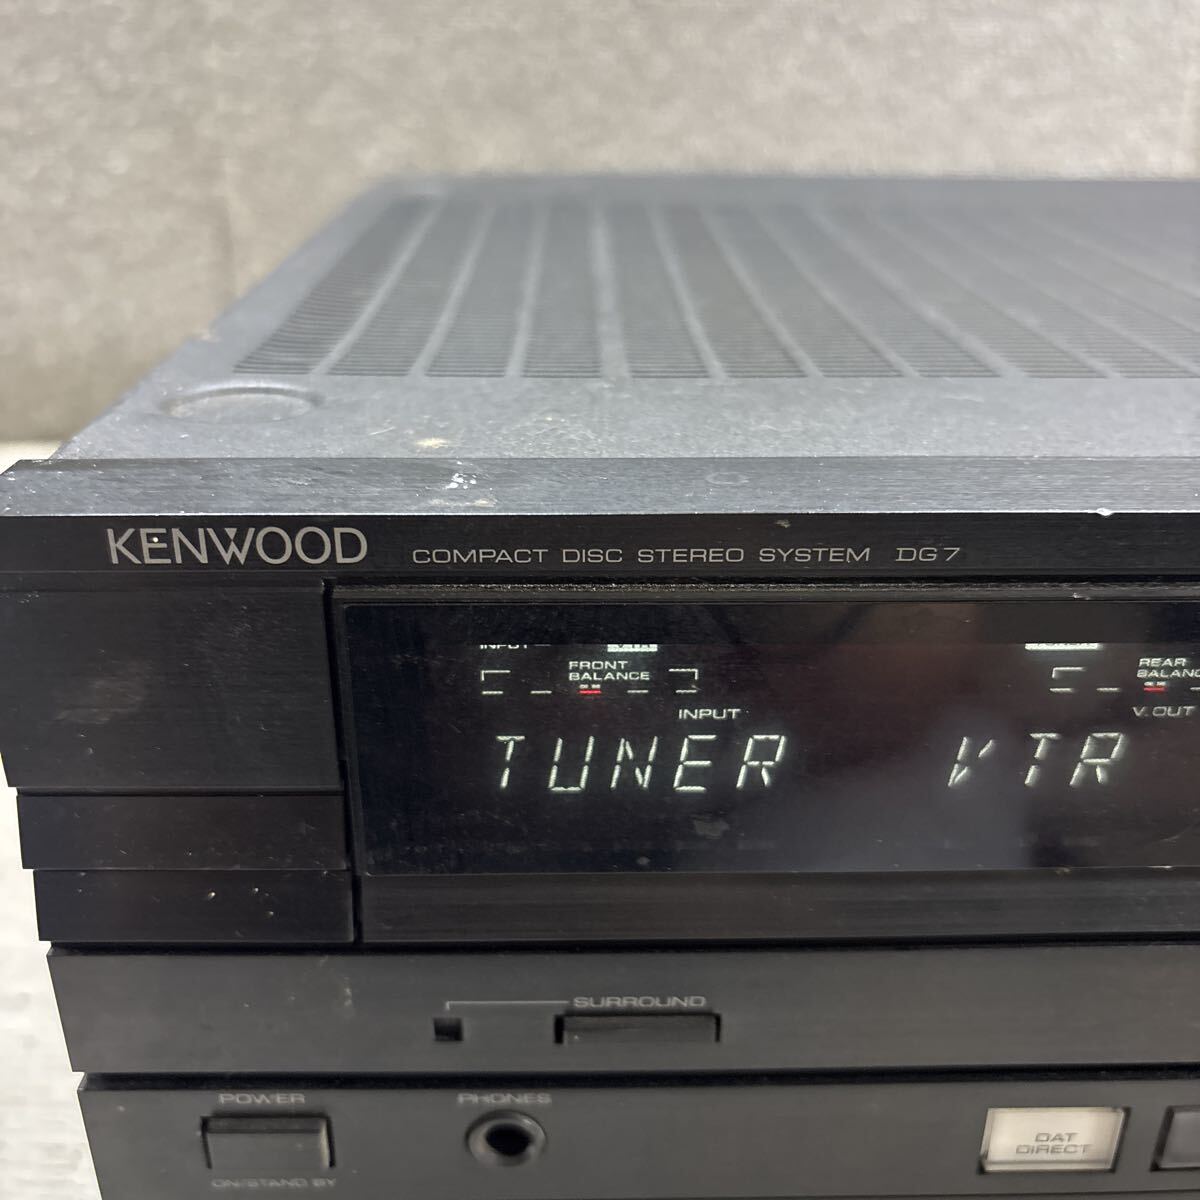 KENWOOD COMPACT DISC STEREO SYSTEM DG7
INPUT
FRONT
BALANCE
REAR
INPUT
V.OUT
TUNER VTR
SURROUND
POWER
PHONES
DAT
DIRECT
ON/STAND BY